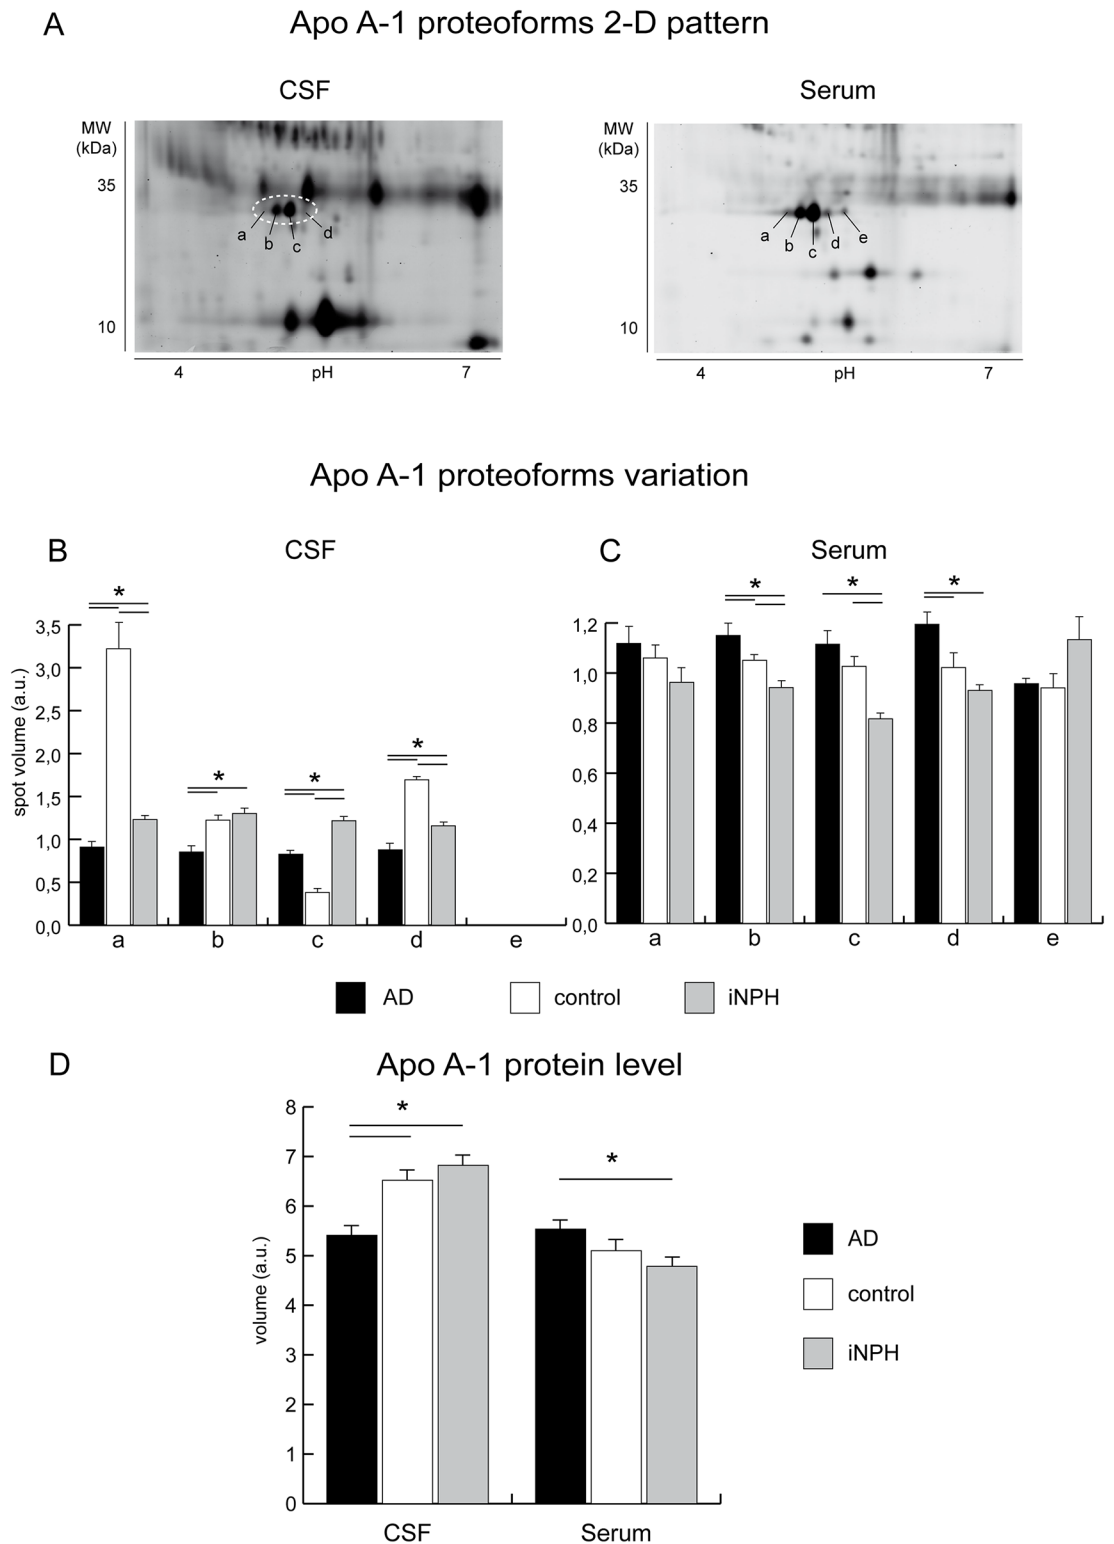 A
Apo A-1 proteoforms 2-D pattern
CSF
Serum
MW
(kDa)
35
10
a
b
c
d
4
pH
7
MW
(kDa)
35
10
a
b
c
d
e
4
pH
7
Apo A-1 proteoforms variation
B
CSF
C
Serum
spot volume (a.u.)
3,5
3,0
2,5
2,0
1,5
1,0
0,5
0,0
*
*
*
*
a
b
c
d
e
1,2
1,0
0,8
0,6
0,4
0,2
0,0
*
*
*
a
b
c
d
e
AD
control
iNPH
D
Apo A-1 protein level
volume (a.u.)
8
7
6
5
4
3
2
1
0
*
*
CSF
Serum
AD
control
iNPH